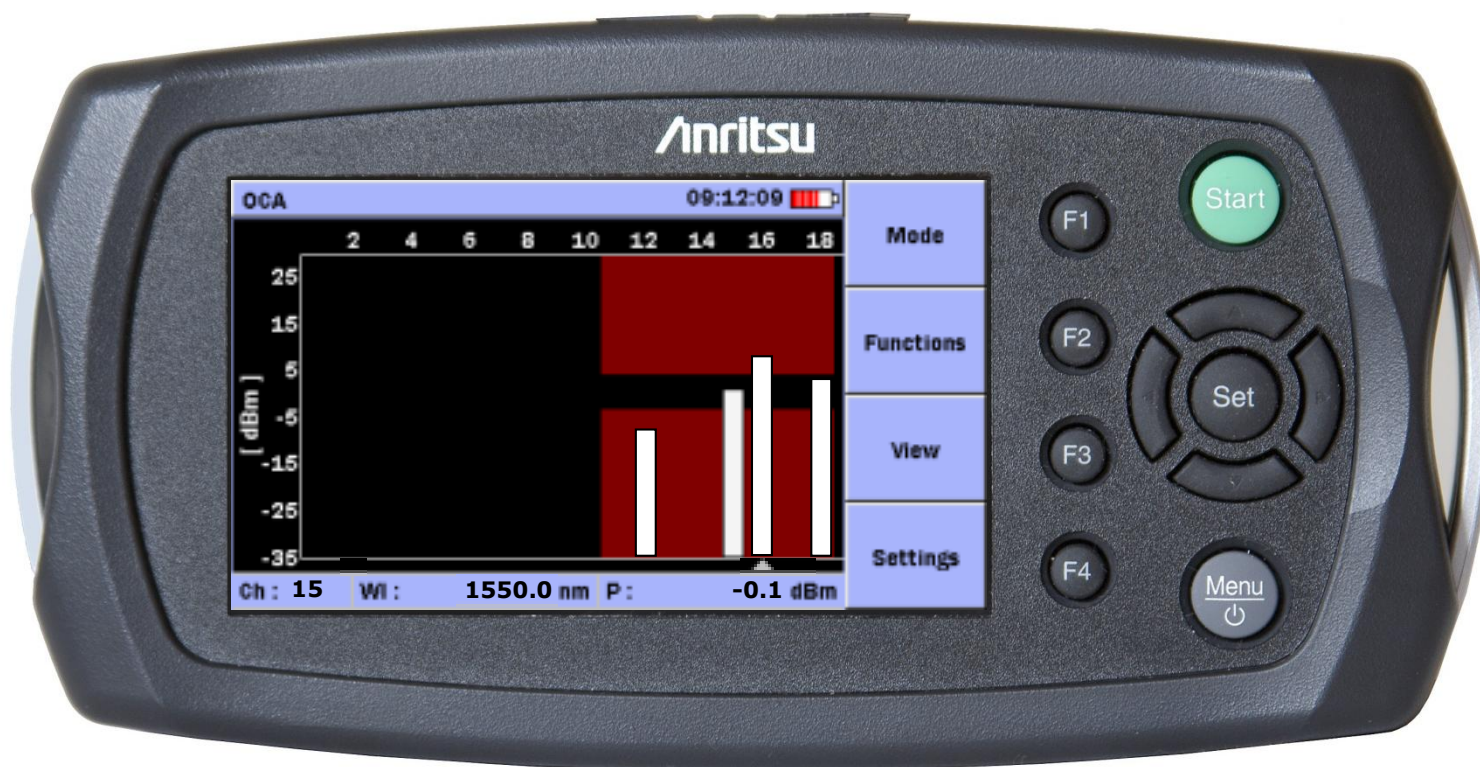 Anritsu
OCA 09:12:09
2 4 6 8 10 12 14 16 18
25
15
5
-5
-15
-25
-35
[ dBm ]
Ch : 15 Wl : 1550.0 nm P : -0.1 dBm
Mode
Functions
View
Settings
F1
F2
F3
F4
Start
Set
Menu